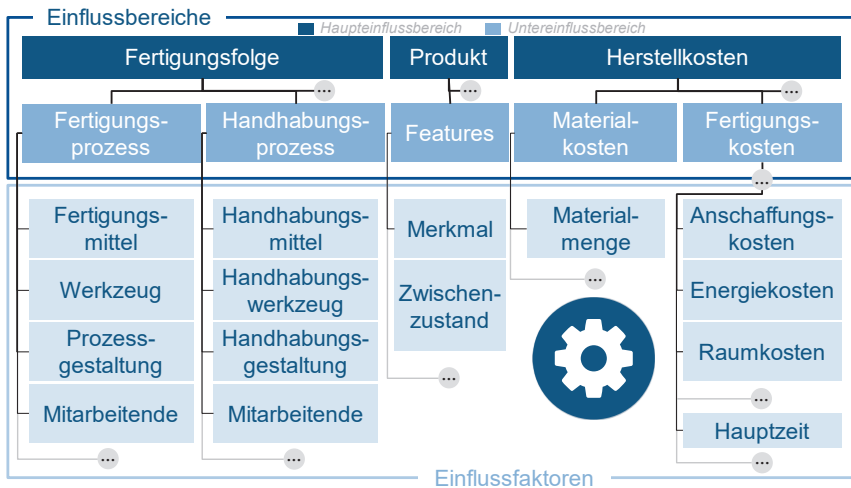 Einflussbereiche
Haupteinflussbereich Untereinflussbereich
Fertigungsfolge Produkt Herstellkosten
...
...
...
Fertigungs-
prozess
Handhabungs-
prozess
Features
Material-
kosten
Fertigungs-
kosten
...
Fertigungs-
mittel
Handhabungs-
mittel
Merkmal
Material-
menge
Anschaffungs-
kosten
...
Werkzeug
Handhabungs-
werkzeug
Zwischen-
zustand
Energiekosten
Prozess-
gestaltung
Handhabungs-
gestaltung
Raumkosten
...
...
Mitarbeitende
Mitarbeitende
Hauptzeit
...
...
...
Einflussfaktoren